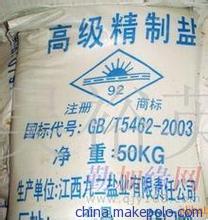 高级精制盐
92
注册 商标
国标代号：GB/T5462-2003
净 重：50KG
生产单位：江西九二盐业有限责任公司
china.makepolo.com